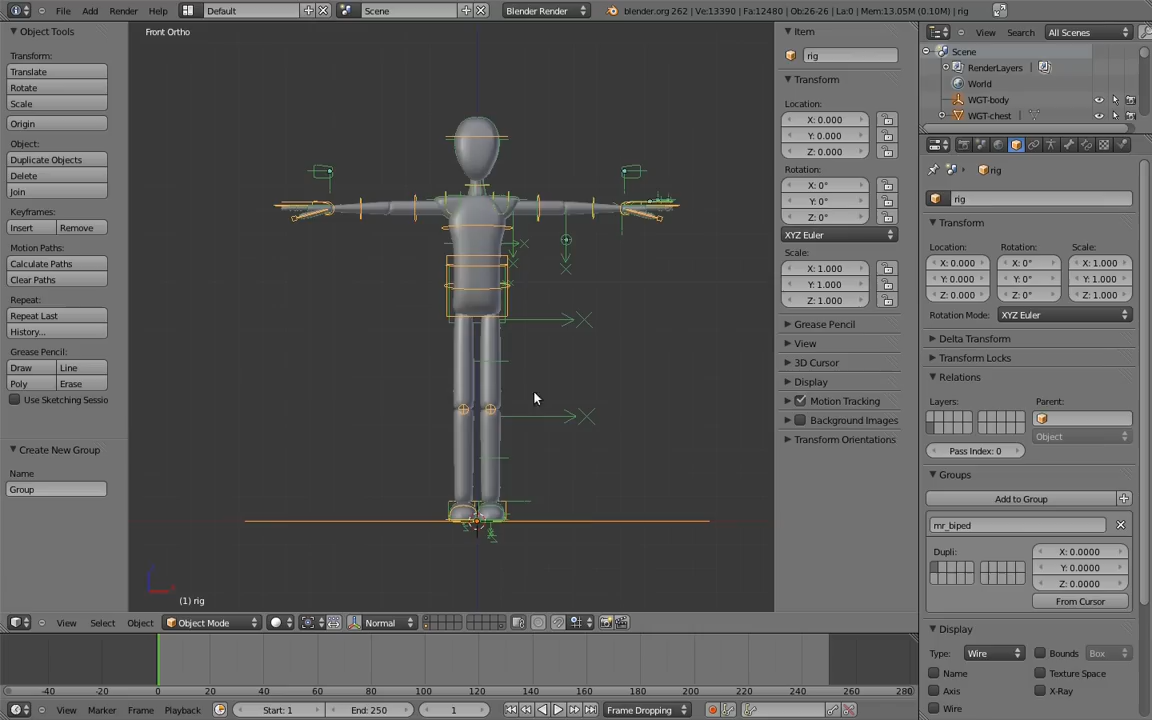 File Add Render Help Default Scene Blender Render blender.org 262 | Ve:13390 | Fa:12480 | Ob:26-26 | La:0 | Mem:13.05M (0.10M) | rig
Object Tools
Transform:
Translate
Rotate
Scale
Origin
Object:
Duplicate Objects
Delete
Join
Keyframes:
Insert Remove
Motion Paths:
Calculate Paths
Clear Paths
Repeat:
Repeat Last
History...
Grease Pencil:
Draw Line
Poly Erase
Use Sketching Sessio
Create New Group
Name
Group
Front Ortho
(1) rig
Item
rig
Transform
Location:
X: 0.000
Y: 0.000
Z: 0.000
Rotation:
X: 0°
Y: 0°
Z: 0°
XYZ Euler
Scale:
X: 1.000
Y: 1.000
Z: 1.000
Grease Pencil
View
3D Cursor
Display
Motion Tracking
Background Images
Transform Orientations
View Search All Scenes
Scene
RenderLayers
World
WGT-body
WGT-chest
rig
rig
Transform
Location: Rotation: Scale:
X: 0.000 X: 0° X: 1.000
Y: 0.000 Y: 0° Y: 1.000
Z: 0.000 Z: 0° Z: 1.000
Rotation Mode: XYZ Euler
Delta Transform
Transform Locks
Relations
Layers: Parent:
Object
Pass Index: 0
Groups
Add to Group
mr_biped
Dupli: X: 0.0000
Y: 0.0000
Z: 0.0000
From Cursor
Display
Type: Wire Bounds Box
Name Texture Space
Axis X-Ray
Wire
View Select Object Object Mode Normal
-40 -20 0 20 40 60 80 100 120 140 160 180 200 220 240 260 280
View Marker Frame Playback Start: 1 End: 250 1 Frame Dropping